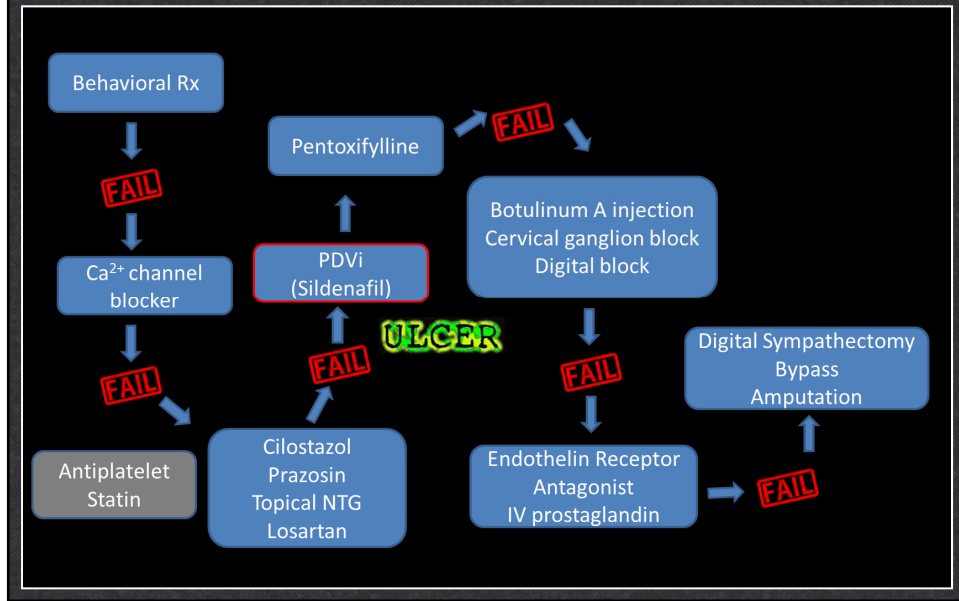 Behavioral Rx
FAIL
Ca²⁺ channel
blocker
FAIL
Antiplatelet
Statin
Cilostazol
Prazosin
Topical NTG
Losartan
FAIL
ULCER
PDVi
(Sildenafil)
Pentoxifylline
FAIL
Botulinum A injection
Cervical ganglion block
Digital block
FAIL
Endothelin Receptor
Antagonist
IV prostaglandin
FAIL
Digital Sympathectomy
Bypass
Amputation